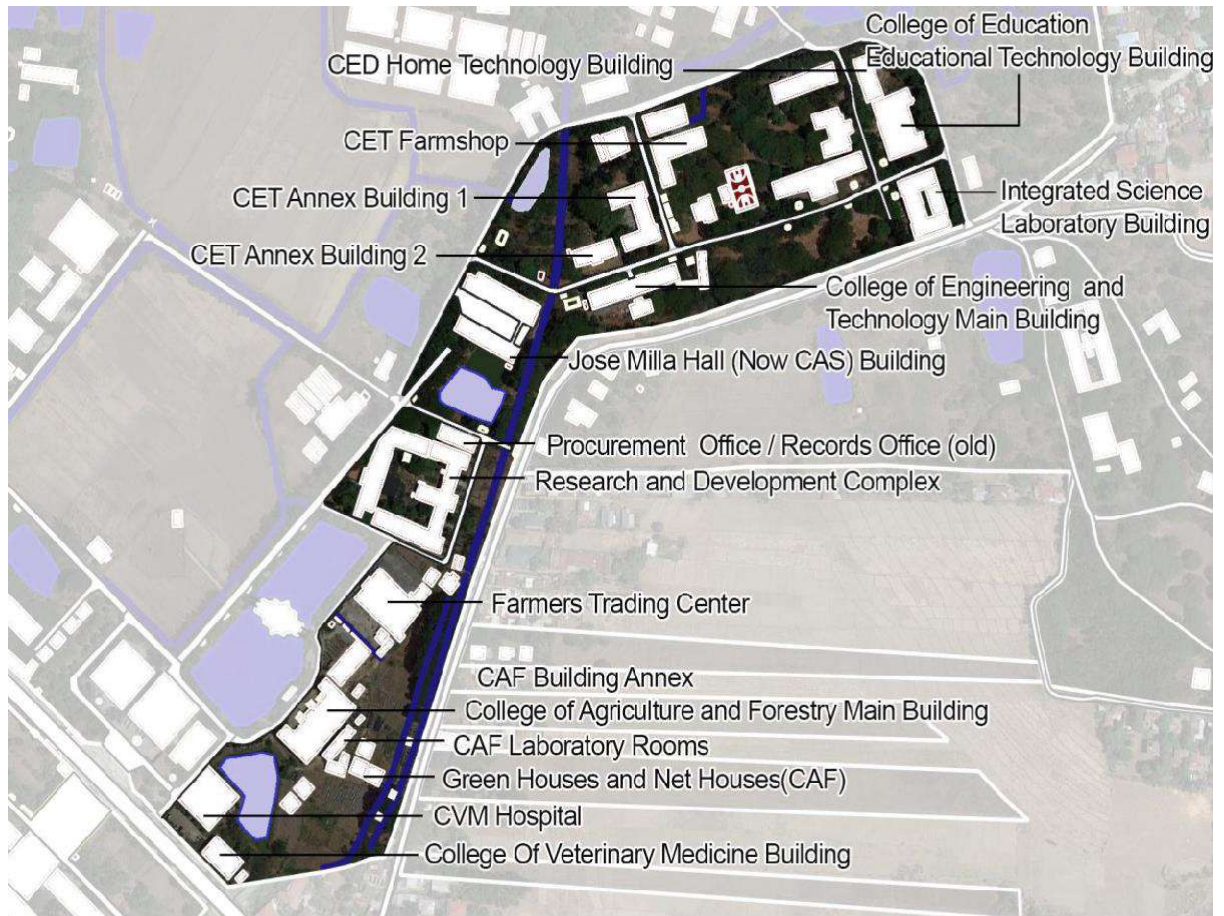 College of Education
Educational Technology Building
CED Home Technology Building
CET Farmshop
CET Annex Building 1
Integrated Science
Laboratory Building
CET Annex Building 2
College of Engineering and
Technology Main Building
Jose Milla Hall (Now CAS) Building
Procurement Office / Records Office (old)
Research and Development Complex
Farmers Trading Center
CAF Building Annex
College of Agriculture and Forestry Main Building
CAF Laboratory Rooms
Green Houses and Net Houses(CAF)
CVM Hospital
College Of Veterinary Medicine Building